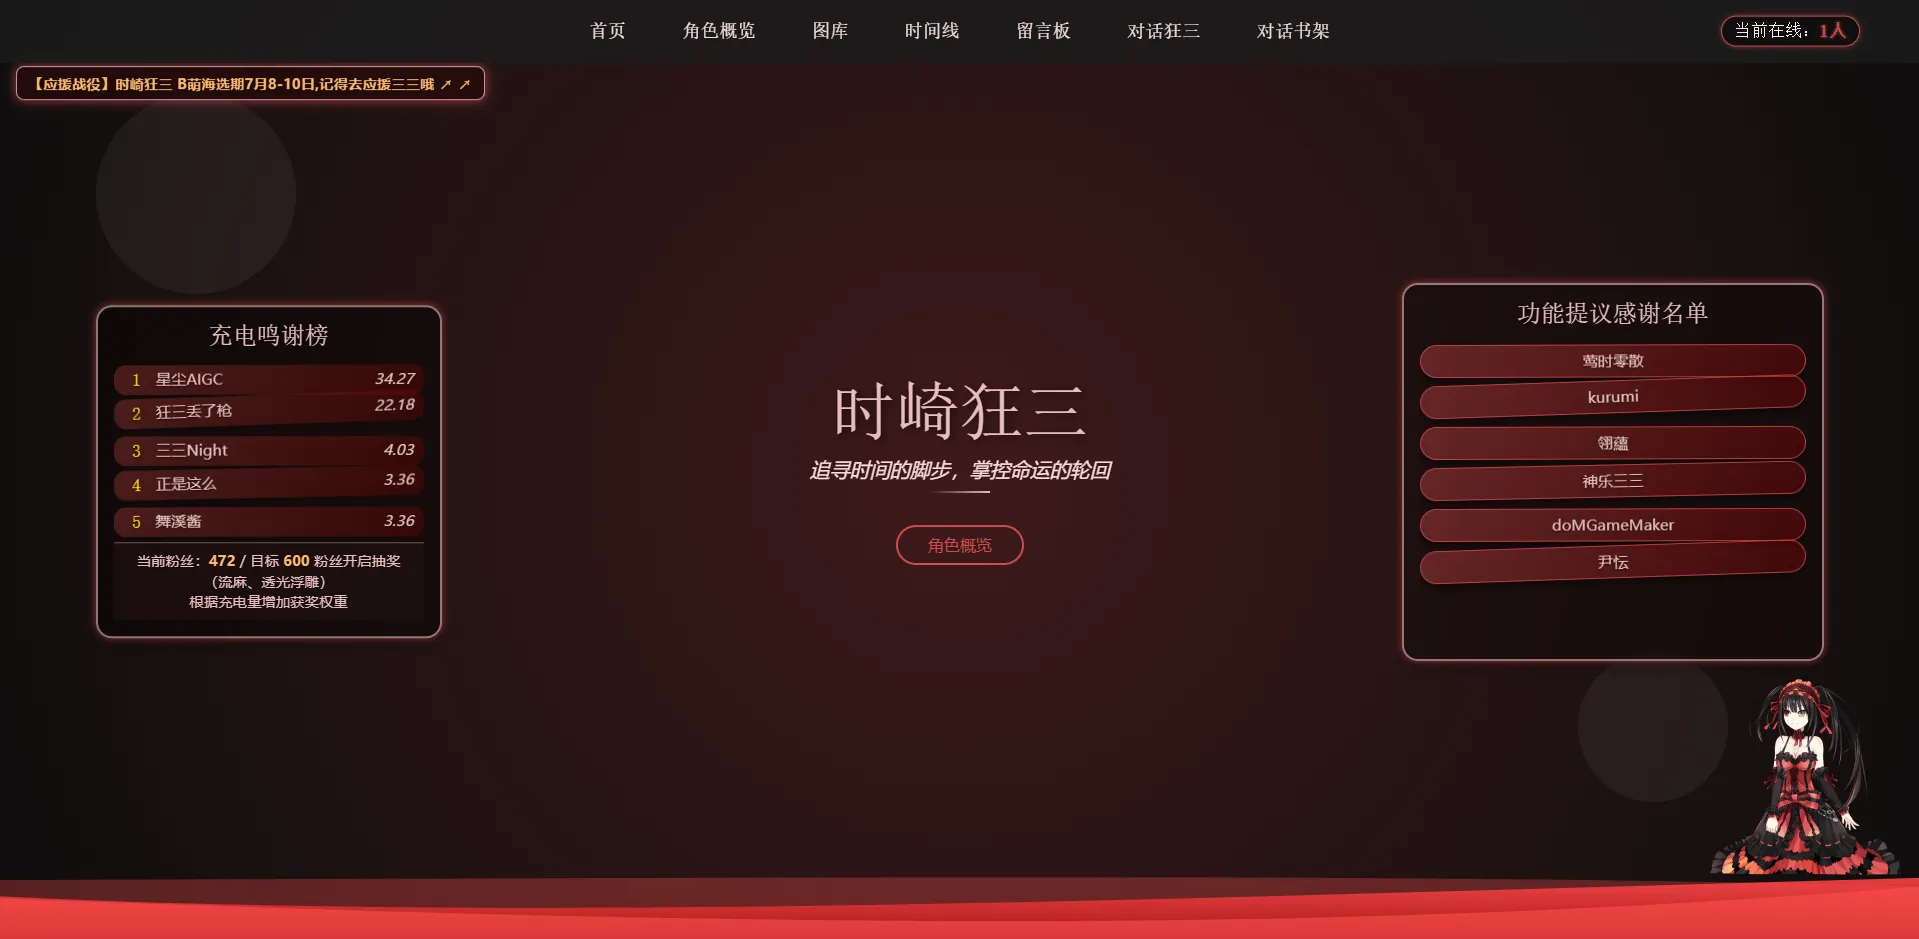 首页 角色概览 图库 时间线 留言板 对话狂三 对话书架
当前在线：1人
【应援战役】时崎狂三 B萌海选期7月8-10日,记得去应援三三哦 ↗ ↗
充电鸣谢榜
1 星尘AIGC 34.27
2 狂三丢了枪 22.18
3 三三Night 4.03
4 正是这么 3.36
5 舞溪酱 3.36
当前粉丝：472 / 目标 600 粉丝开启抽奖
（流麻、透光浮雕）
根据充电量增加获奖权重
时崎狂三
追寻时间的脚步，掌控命运的轮回
角色概览
功能提议感谢名单
莺时零散
kurumi
翎蘊
神乐三三
doMGameMaker
尹忶